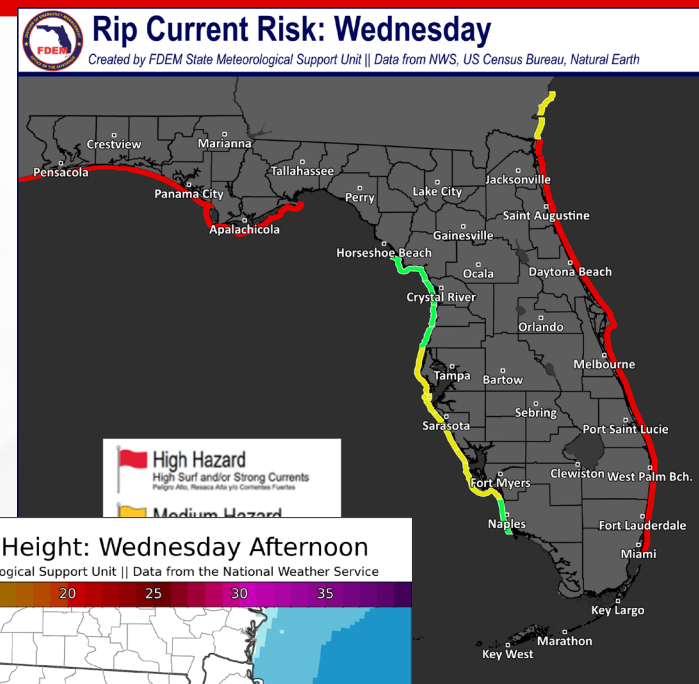 Rip Current Risk: Wednesday
Created by FDEM State Meteorological Support Unit || Data from NWS, US Census Bureau, Natural Earth
FDEM
Crestview
Marianna
Pensacola
Tallahassee
Panama City
Apalachicola
Perry
Lake City
Jacksonville
Saint Augustine
Gainesville
Horseshoe Beach
Ocala
Daytona Beach
Crystal River
Orlando
Melbourne
Tampa
Bartow
Sebring
Sarasota
Port Saint Lucie
Clewiston
West Palm Bch.
Fort Myers
Naples
Fort Lauderdale
Miami
Key Largo
Marathon
Key West
High Hazard
High Surf and/or Strong Currents
Peligro Alto, Resaca Alta y/o Corrientes Fuertes
Medium Hazard
Height: Wednesday Afternoon
ogical Support Unit || Data from the National Weather Service
20 25 30 35